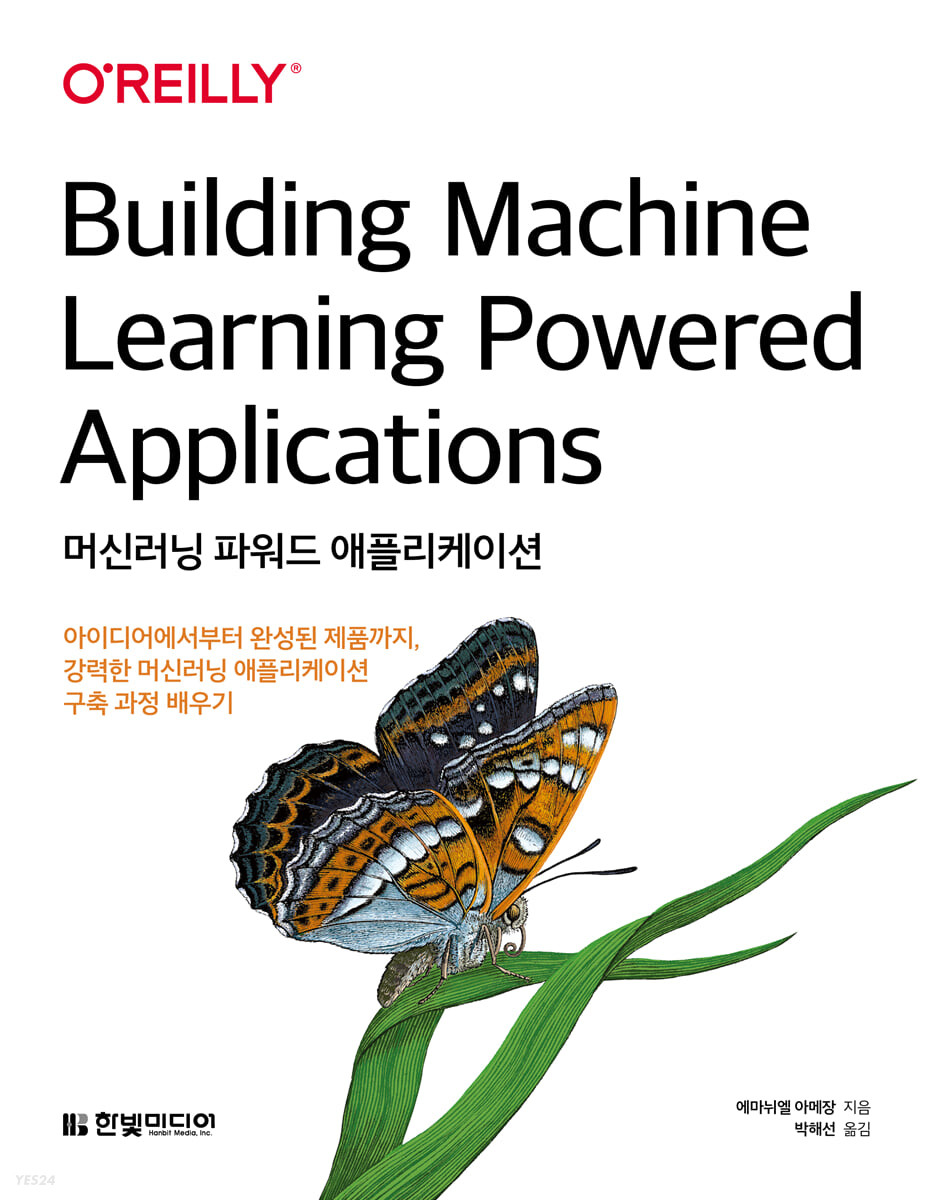 O'REILLY®
Building Machine
Learning Powered
Applications
머신러닝 파워드 애플리케이션
아이디어에서부터 완성된 제품까지,
강력한 머신러닝 애플리케이션
구축 과정 배우기
에마뉘엘 아메장 지음
박해선 옮김
한빛미디어
Hanbit Media, Inc.
YES24